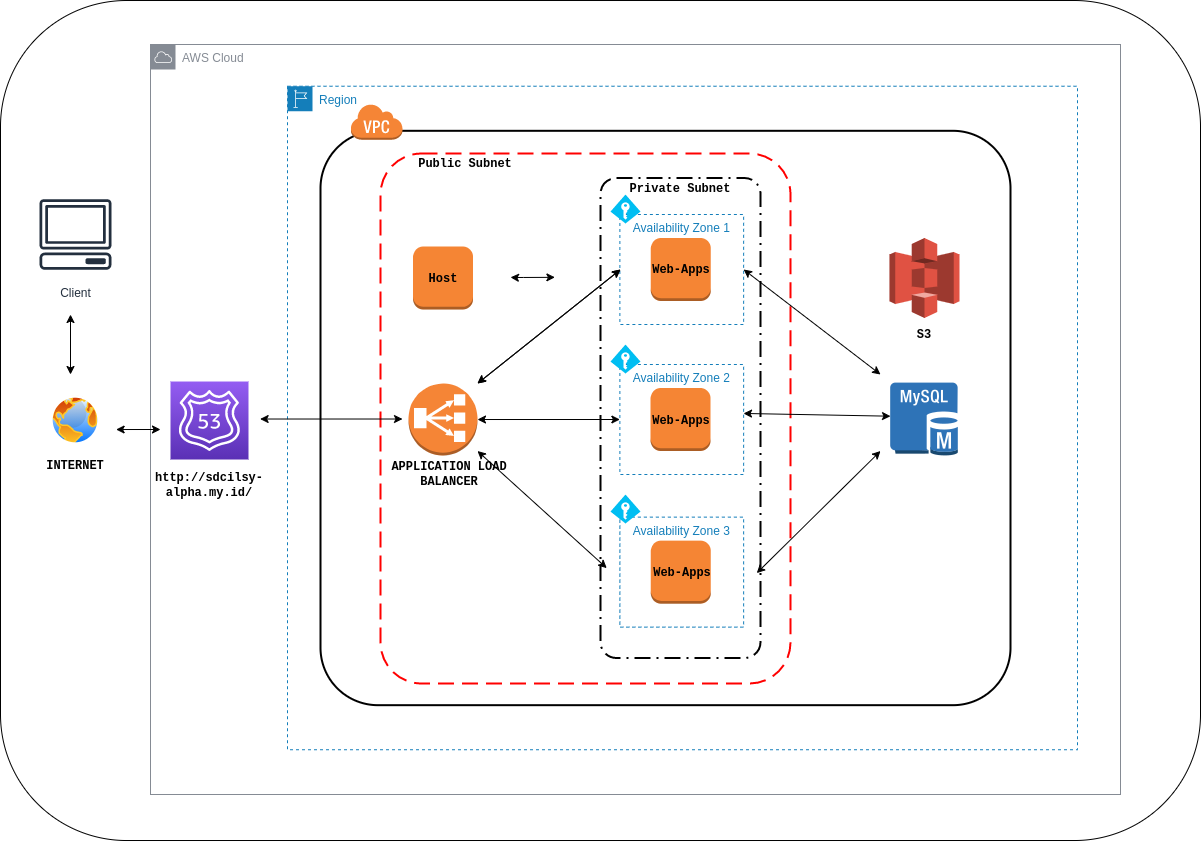 AWS Cloud
Region
VPC
Public Subnet
Private Subnet
Availability Zone 1
Host
Web-Apps
Client
S3
Availability Zone 2
MySQL
53
Web-Apps
M
INTERNET
APPLICATION LOAD
BALANCER
http://sdcilsy-
alpha.my.id/
Availability Zone 3
Web-Apps